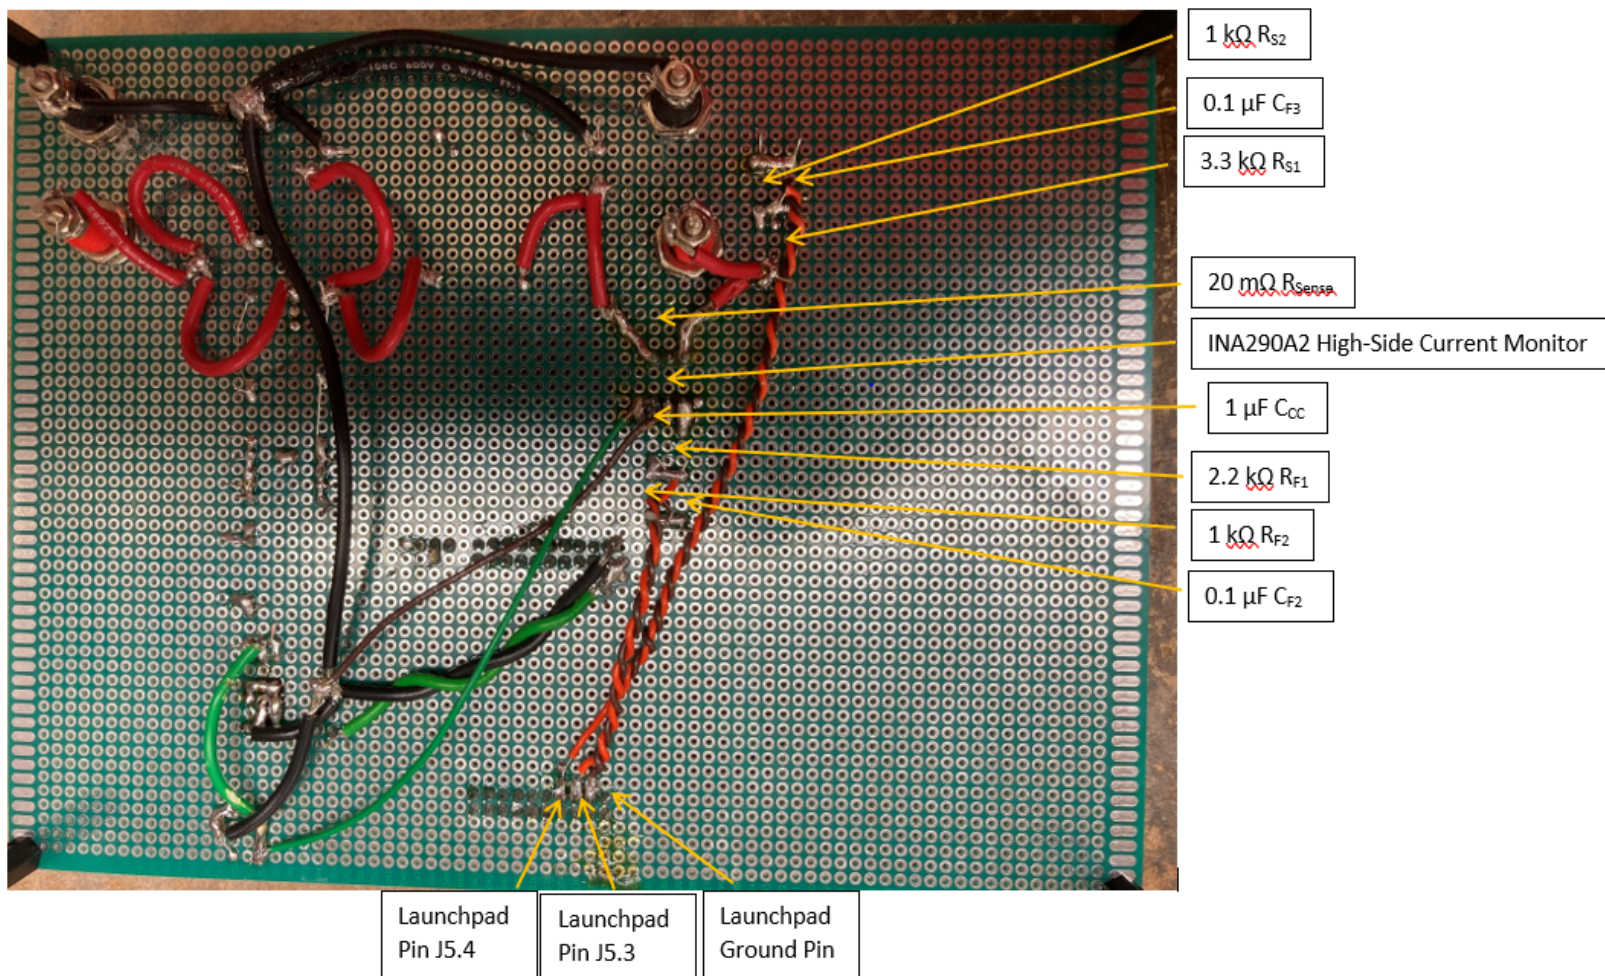 1 kΩ RS2
0.1 µF CF3
3.3 kΩ RS1
20 mΩ RSense
INA290A2 High-Side Current Monitor
1 µF CCC
2.2 kΩ RF1
1 kΩ RF2
0.1 µF CF2
Launchpad
Pin J5.4
Launchpad
Pin J5.3
Launchpad
Ground Pin